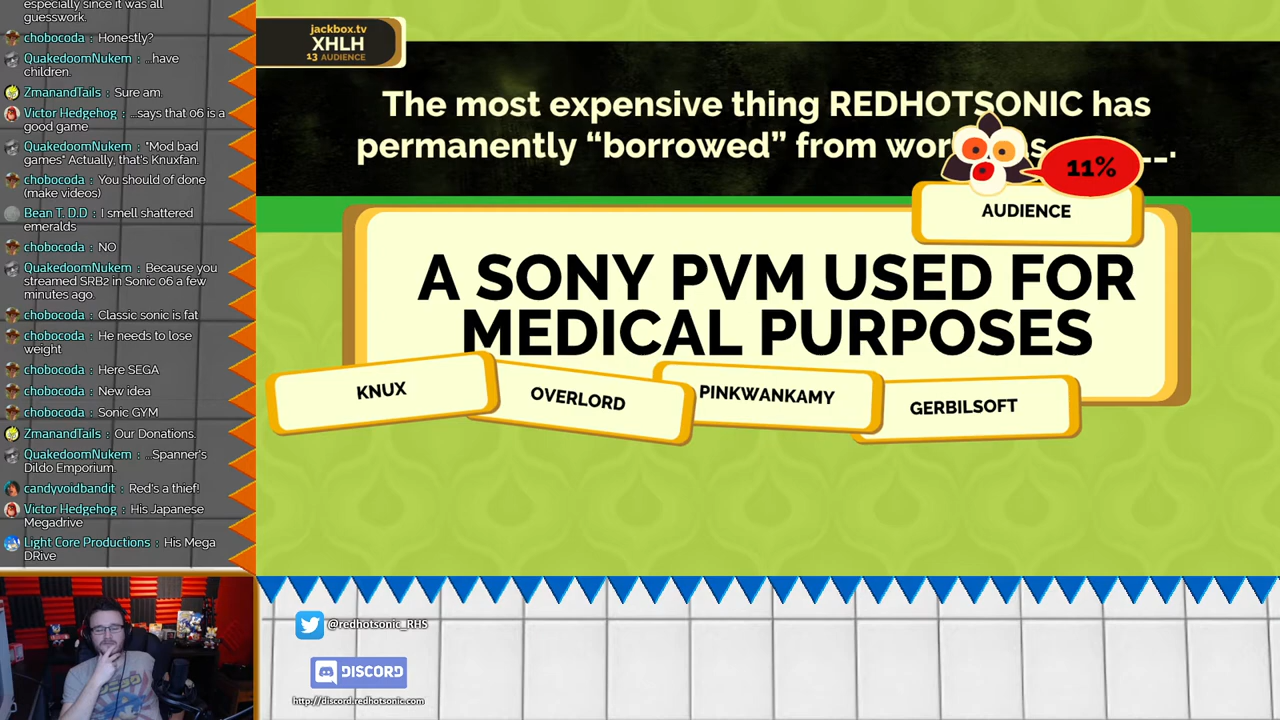 especially since it was all
guesswork.
chobocoda : Honestly?
QuakedoomNukem : ...have
children.
ZmanandTails : Sure am.
Victor Hedgehog : ...says that 06 is a
good game
QuakedoomNukem : "Mod bad
games" Actually, that's Knuxfan.
chobocoda : You should of done
(make videos)
Bean T. D.D : I smell shattered
emeralds
chobocoda : NO
QuakedoomNukem : Because you
streamed SRB2 in Sonic 06 a few
minutes ago
chobocoda : Classic sonic is fat
chobocoda : He needs to lose
weight
chobocoda : Here SEGA
chobocoda : New idea
chobocoda : Sonic GYM
ZmanandTails : Our Donations.
QuakedoomNukem : ...Spanner's
Dildo Emporium.
candyvoidbandit : Red's a thief!
Victor Hedgehog : His Japanese
Megadrive
Light Core Productions : His Mega
DRive
jackbox.tv
XHLH
13 AUDIENCE
The most expensive thing REDHOTSONIC has
permanently “borrowed” from
11%
AUDIENCE
A SONY PVM USED FOR
MEDICAL PURPOSES
KNUX
OVERLORD
PINKWANKAMY
GERBILSOFT
@redhotsonic_RHS
DISCORD
http://discord.redhotsonic.com